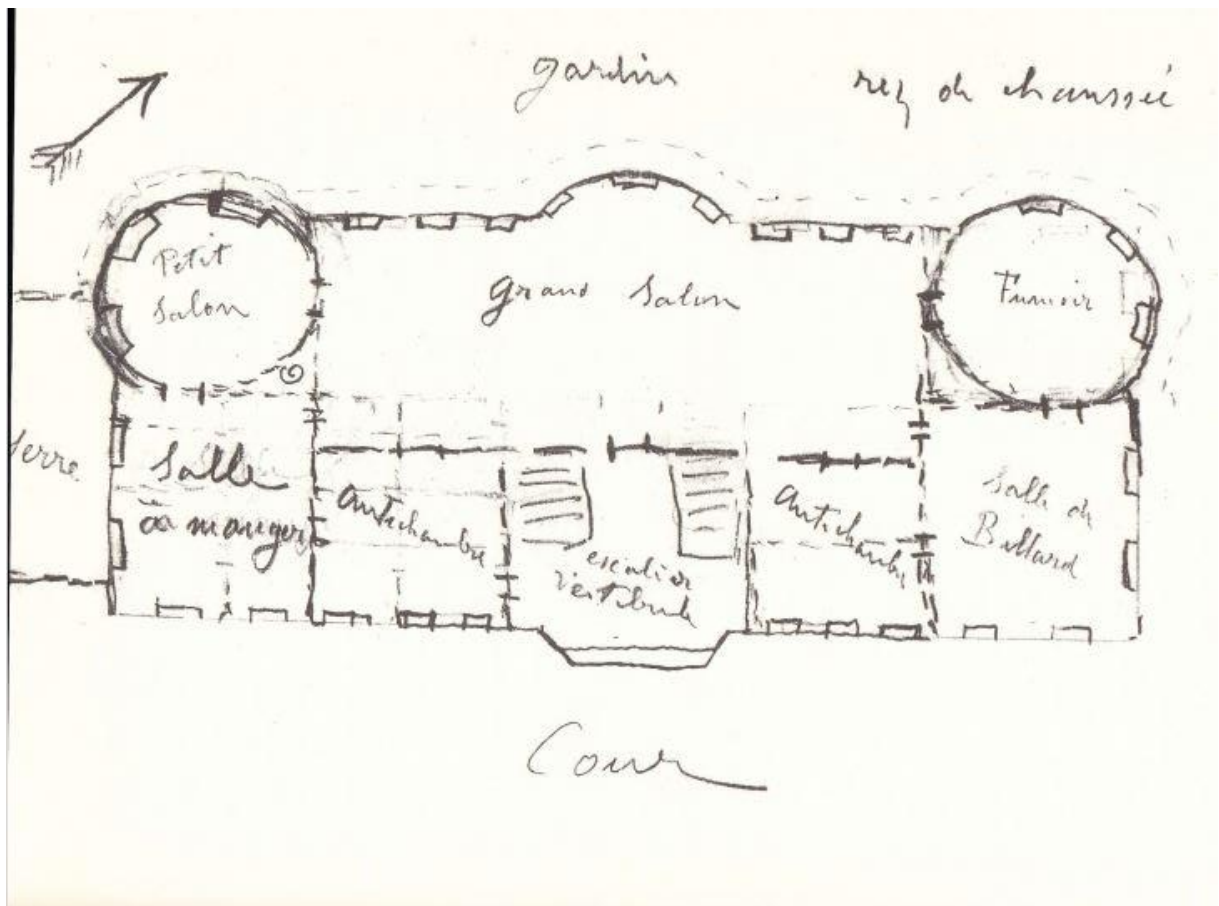 gardin
rez de chaussée
Petit
Salon
grand Salon
Fumoir
Serre
Salle
à manger
antichambre
escalier
vestibule
antichambre
Salle de
Billard
Cour